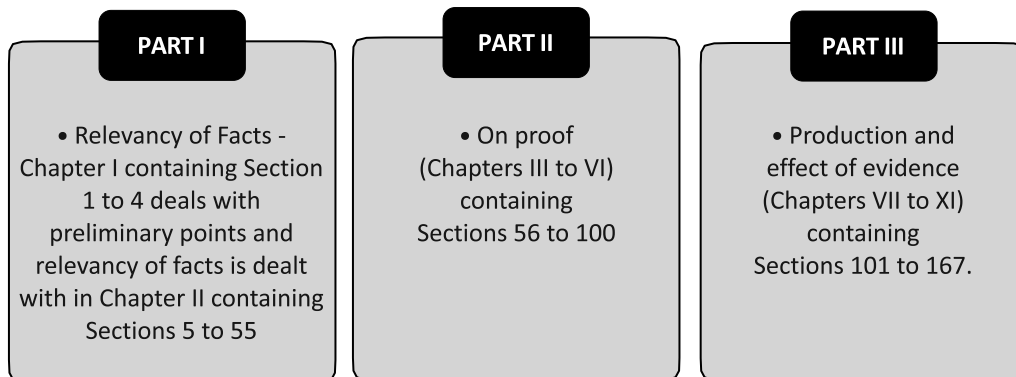 PART I
• Relevancy of Facts -
Chapter I containing Section
1 to 4 deals with
preliminary points and
relevancy of facts is dealt
with in Chapter II containing
Sections 5 to 55
PART II
• On proof
(Chapters III to VI)
containing
Sections 56 to 100
PART III
• Production and
effect of evidence
(Chapters VII to XI)
containing
Sections 101 to 167.